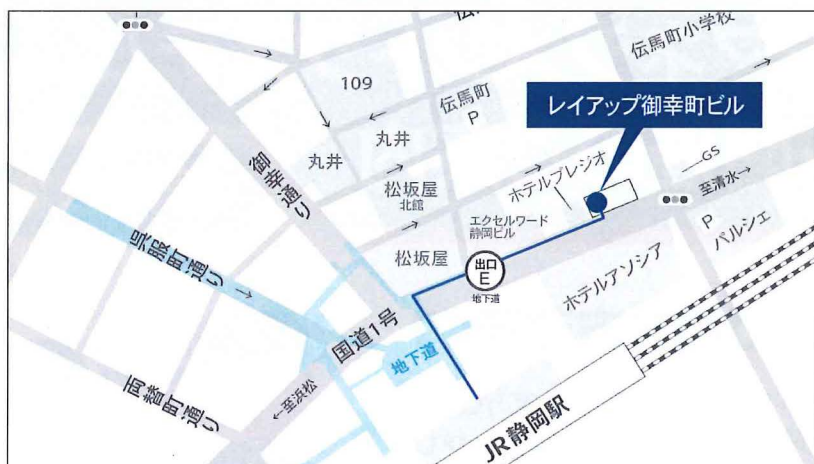 伝馬町小学校
109
伝馬町
P
レイアップ御幸町ビル
丸井
丸井
御幸通り
松坂屋
北館
ホテルプレジオ
GS
至清水→
エクセルワード
静岡ビル
P
パルシェ
呉服町通り
松坂屋
出口
E
地下道
ホテルアソシア
国道1号
地下道
←至浜松
両替町通り
JR静岡駅